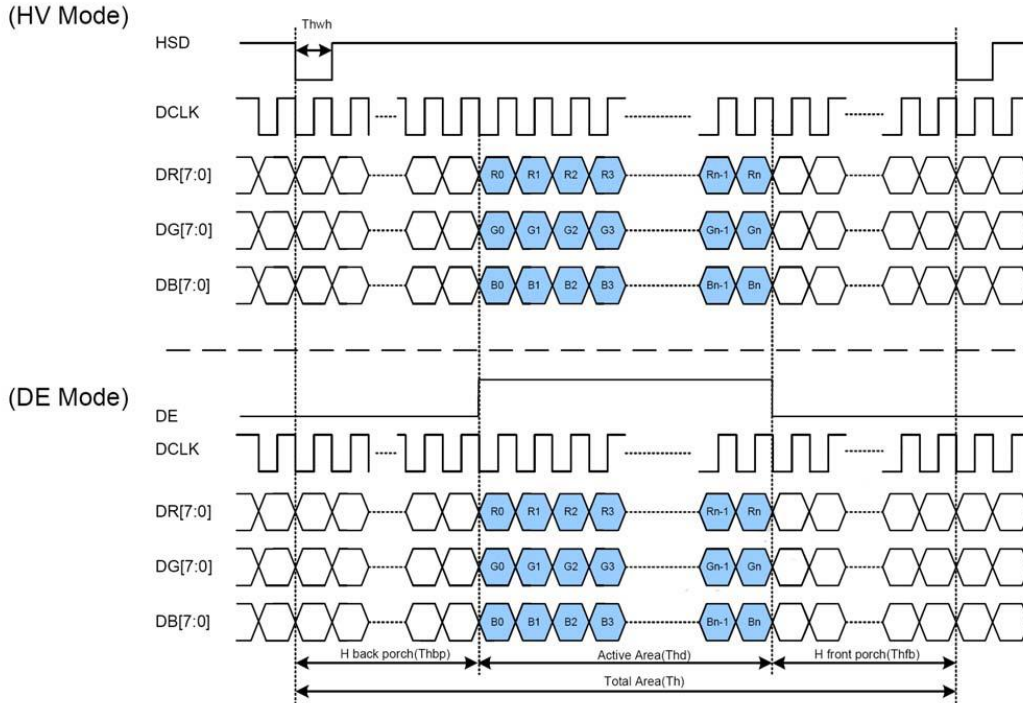 (HV Mode)
Thwh
HSD
DCLK
DR[7:0] R0 R1 R2 R3 Rn-1 Rn
DG[7:0] G0 G1 G2 G3 Gn-1 Gn
DB[7:0] B0 B1 B2 B3 Bn-1 Bn
(DE Mode)
DE
DCLK
DR[7:0] R0 R1 R2 R3 Rn-1 Rn
DG[7:0] G0 G1 G2 G3 Gn-1 Gn
DB[7:0] B0 B1 B2 B3 Bn-1 Bn
H back porch(Thbp) Active Area(Thd) H front porch(Thfb)
Total Area(Th)